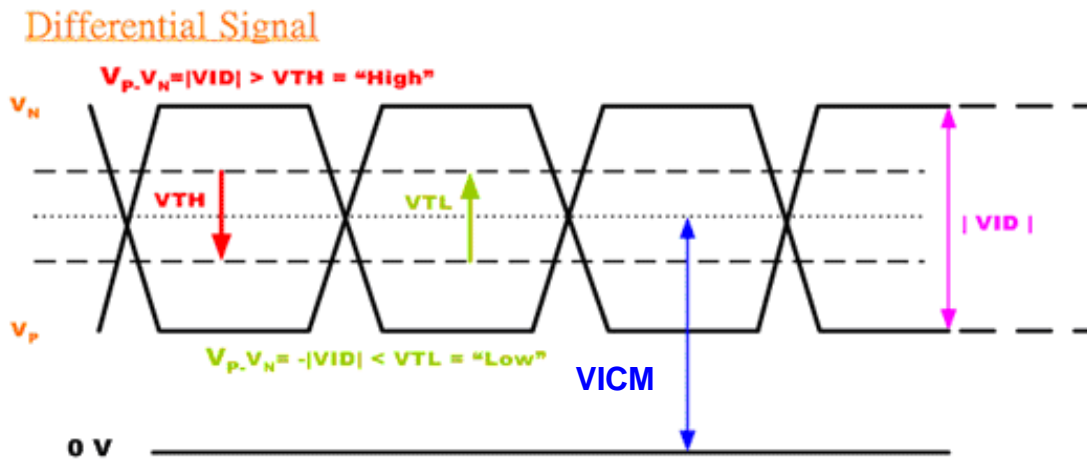 Differential Signal
VP-VN=|VID| > VTH = “High”
VN
VTH
VTL
| VID |
VP
VP-VN= -|VID| < VTL = “Low”
VICM
0 V